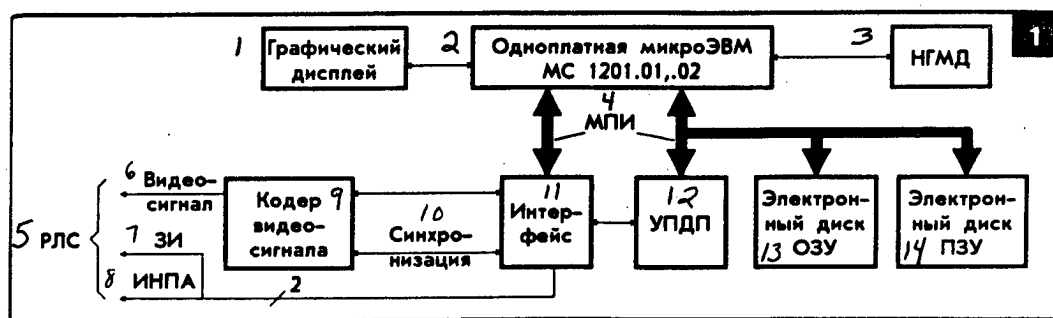 1
1 Графический
дисплей
2 Одноплатная микроЭВМ
МС 1201.01,.02
3 НГМД
4
МПИ
5 РЛС
6 Видео-
сигнал
7 ЗИ
8 ИНПА
2
Кодер 9
видео-
сигнала
10
Синхро-
низация
11
Интер-
фейс
12
УПДП
Электрон-
ный диск
13 ОЗУ
Электрон-
ный диск
14 ПЗУ